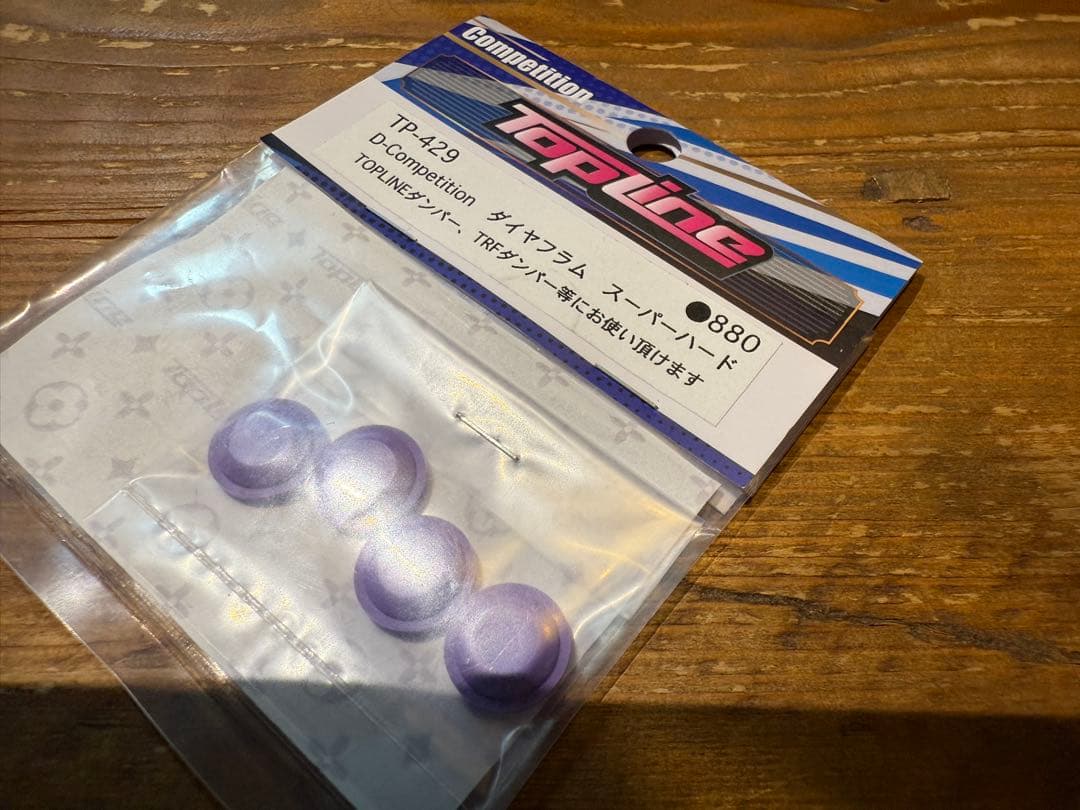 Competition
TOPLINE
TP-429
●880
D-Competition ダイヤフラム スーパーハード
TOPLINEダンパー、TRFダンパー等にお使い頂けます